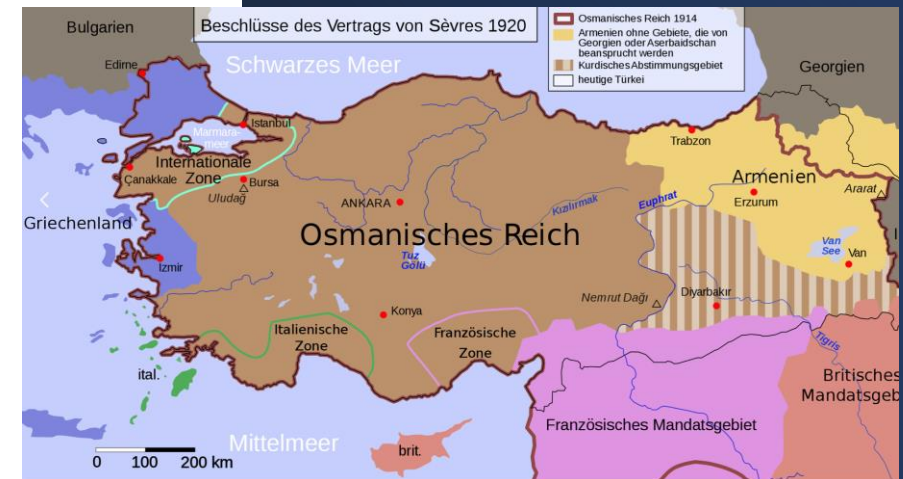 Beschlüsse des Vertrags von Sèvres 1920
Osmanisches Reich 1914
Armenien ohne Gebiete, die von
Georgien oder Aserbaidschan
beansprucht werden
Kurdisches Abstimmungsgebiet
heutige Türkei
Bulgarien
Edirne
Schwarzes Meer
Georgien
Istanbul
Marmara-
meer
Trabzon
Internationale
Zone
Çanakkale
Bursa
Uludağ
Armenien
Ararat
Erzurum
ANKARA
Kızılırmak
Euphrat
Griechenland
Osmanisches Reich
Van
See
Van
Tuz
Gölü
Izmir
Nemrut Dağı
Diyarbakır
Konya
Italienische
Zone
Französische
Zone
Tigris
ital.
Britisches
Mandatsgeb
Französisches Mandatsgebiet
Mittelmeer
brit.
0 100 200 km